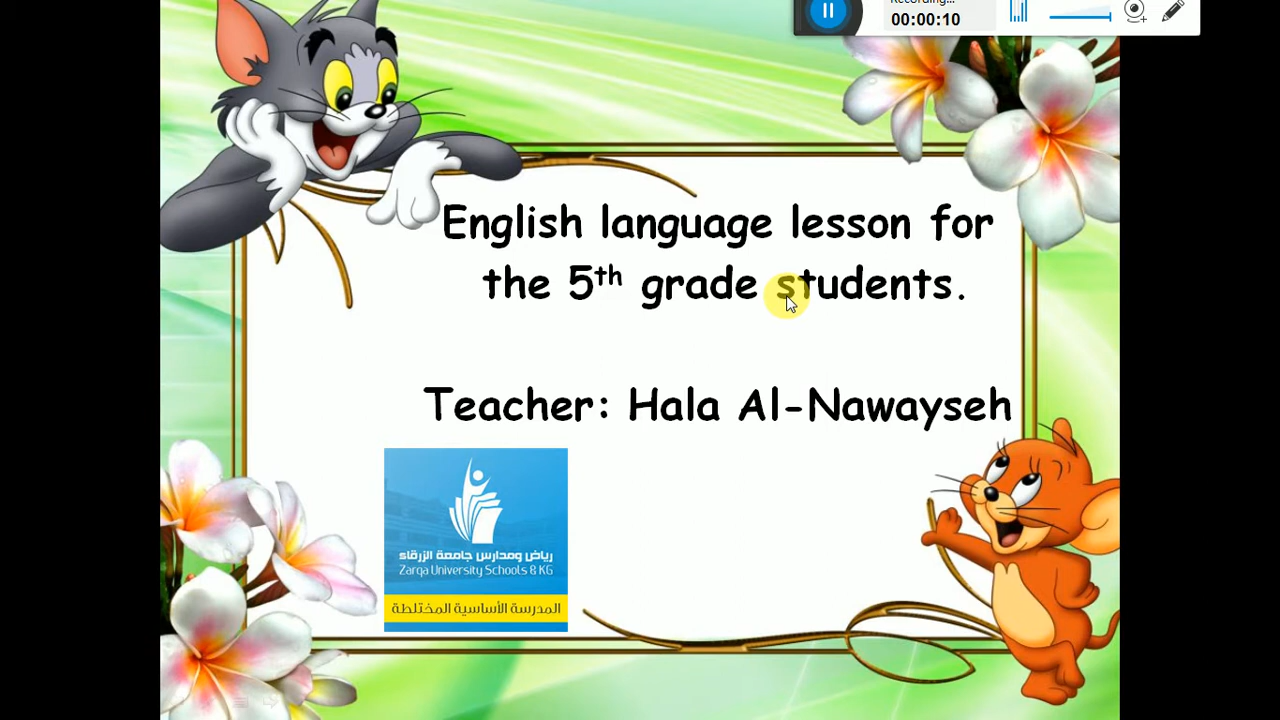 Recording...
00:00:10
English language lesson for
the 5th grade students.
Teacher: Hala Al-Nawayseh
رياض ومدارس جامعة الزرقاء
Zarqa University Schools & KG
المدرسة الأساسية المختلطة